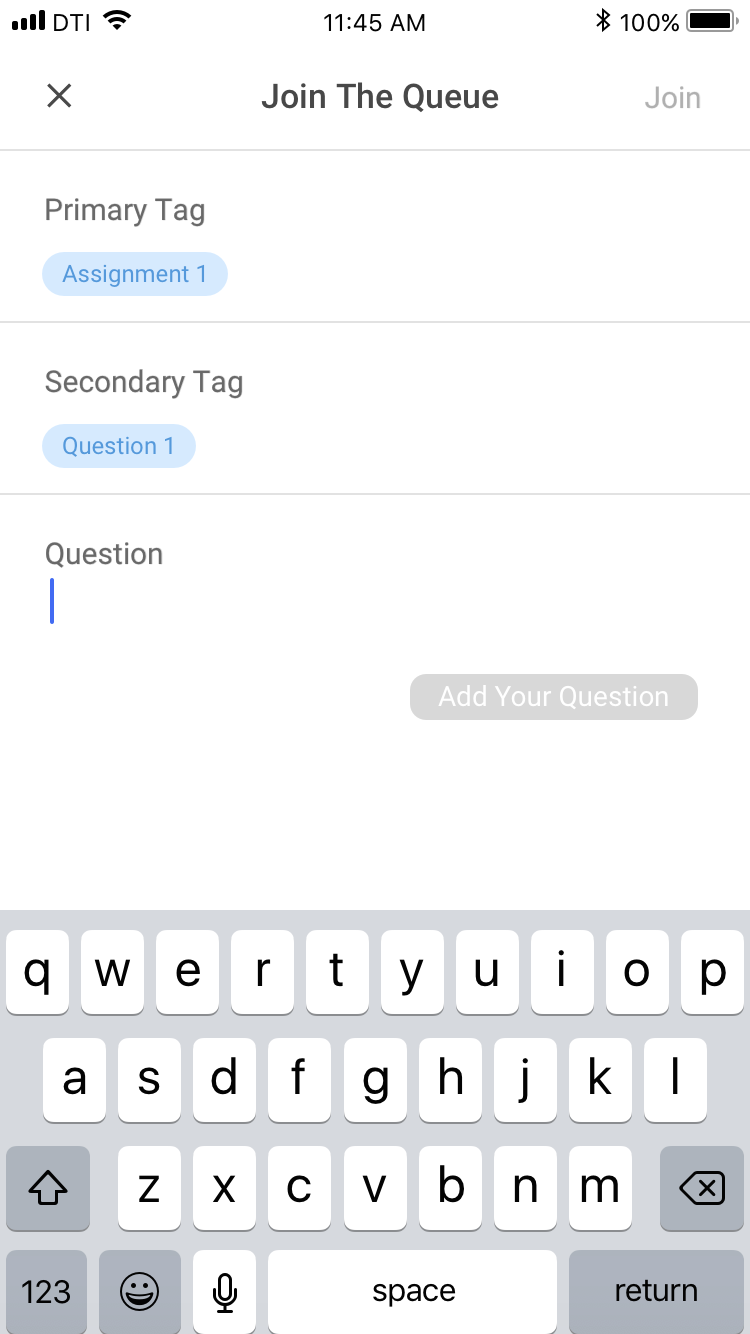 DTI 11:45 AM 100%
Join The Queue Join
Primary Tag
Assignment 1
Secondary Tag
Question 1
Question
Add Your Question
q w e r t y u i o p
a s d f g h j k l
z x c v b n m
123 space return